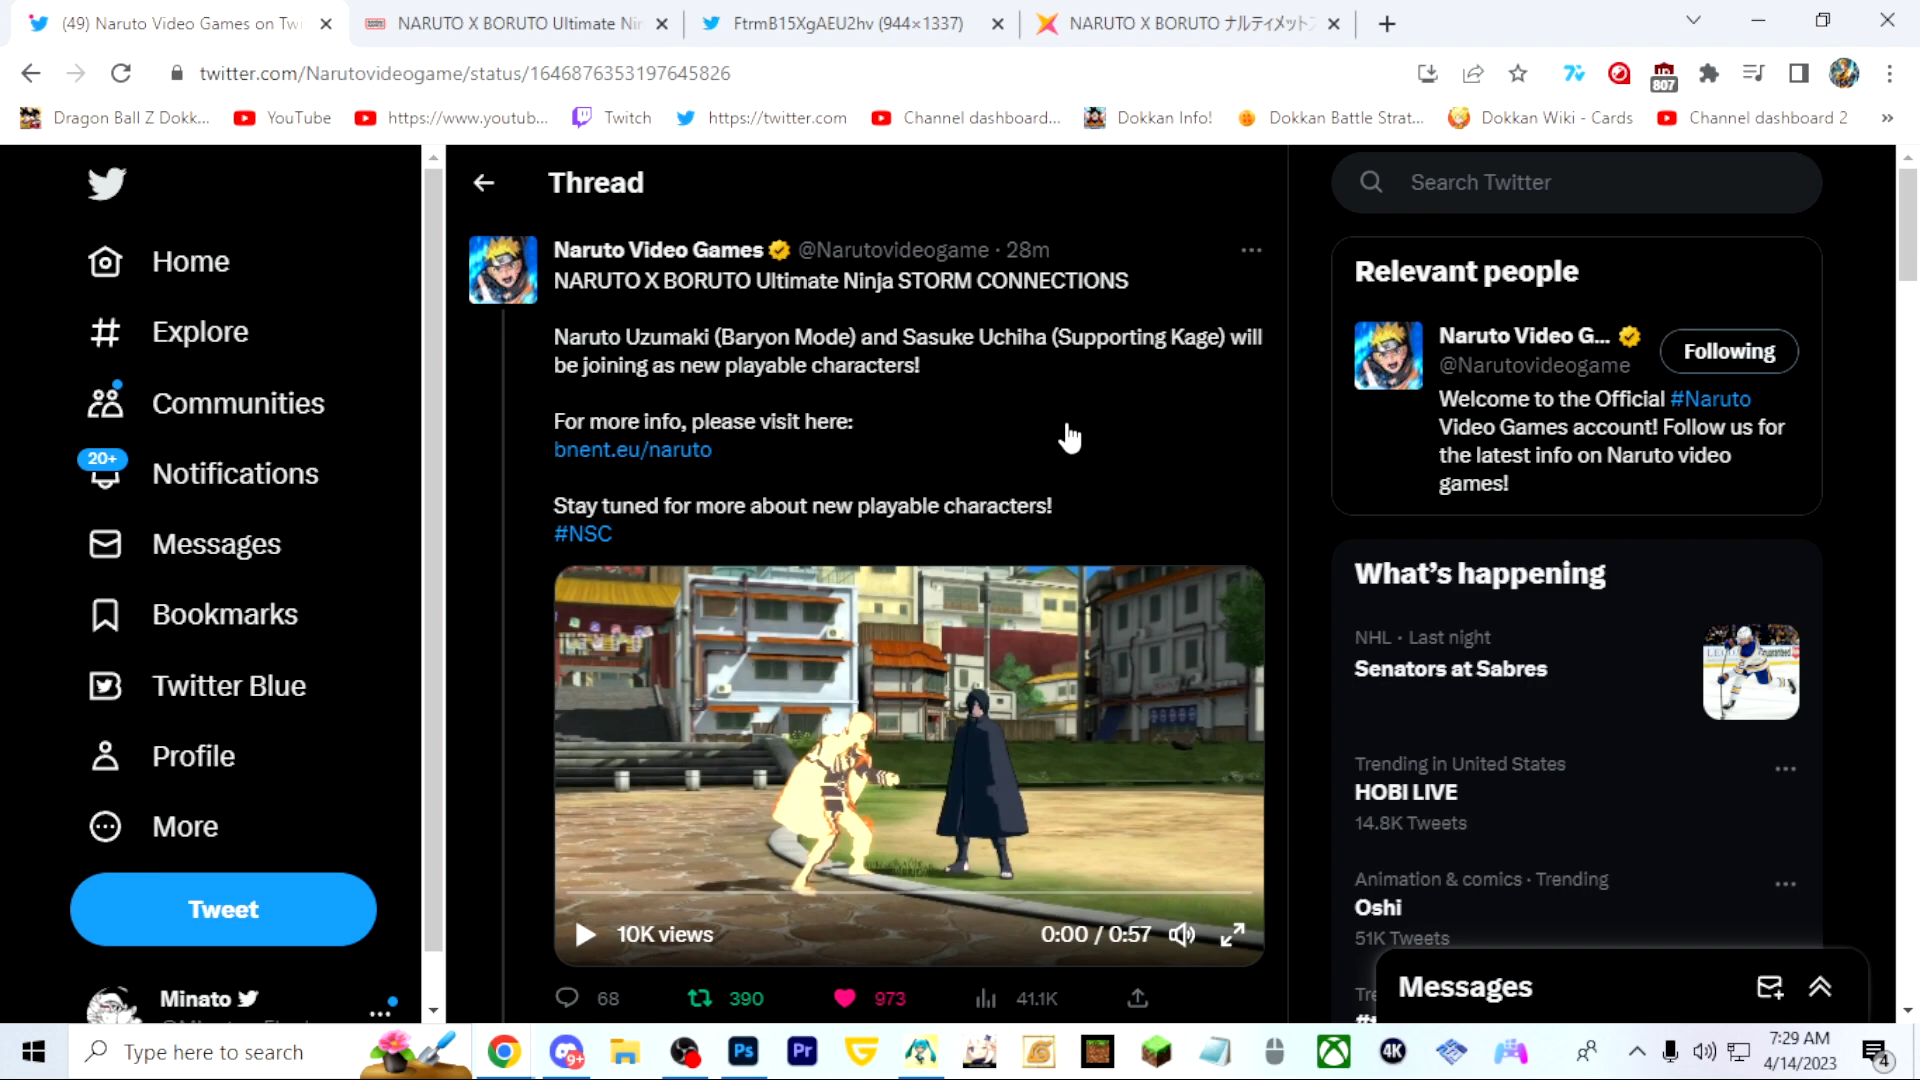 (49) Naruto Video Games on Tw
NARUTO X BORUTO Ultimate Nin
FtrmB15XgAEU2hv (944×1337)
NARUTO X BORUTO ナルティメットス
twitter.com/Narutovideogame/status/1646876353197645826
807
Dragon Ball Z Dokk...
YouTube
https://www.youtub...
Twitch
https://twitter.com
Channel dashboard...
Dokkan Info!
Dokkan Battle Strat...
Dokkan Wiki - Cards
Channel dashboard 2
Home
Explore
Communities
20+
Notifications
Messages
Bookmarks
Twitter Blue
Profile
More
Tweet
Minato
Thread
Naruto Video Games @Narutovideogame · 28m
NARUTO X BORUTO Ultimate Ninja STORM CONNECTIONS
Naruto Uzumaki (Baryon Mode) and Sasuke Uchiha (Supporting Kage) will
be joining as new playable characters!
For more info, please visit here:
bnent.eu/naruto
Stay tuned for more about new playable characters!
#NSC
10K views
0:00 / 0:57
68
390
973
41.1K
Search Twitter
Relevant people
Naruto Video G...
@Narutovideogame
Following
Welcome to the Official #Naruto
Video Games account! Follow us for
the latest info on Naruto video
games!
What's happening
NHL · Last night
Senators at Sabres
Trending in United States
HOBI LIVE
14.8K Tweets
Animation & comics · Trending
Oshi
51K Tweets
Messages
Type here to search
9+
Ps
Pr
4K
7:29 AM
4/14/2023
4